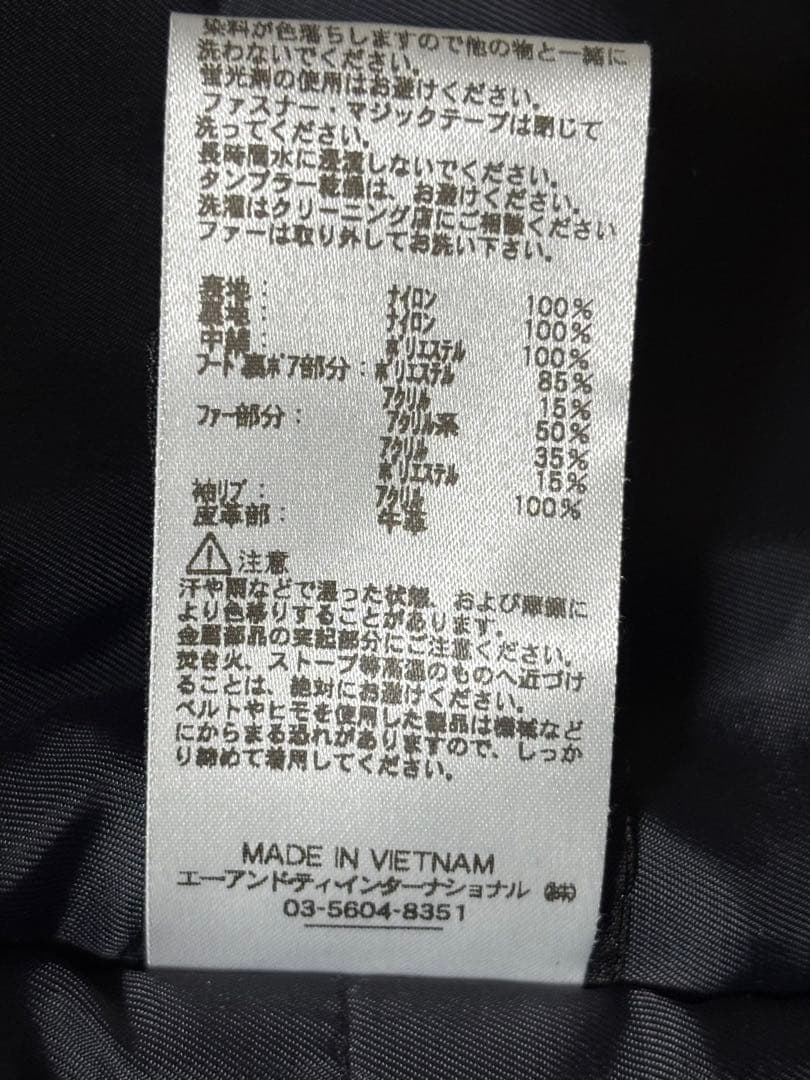 染料が色落ちしますので他の物と一緒に
洗わないでください。
蛍光剤の使用はお避けください。
ファスナー・マジックテープは閉じて
洗ってください。
長時間水に浸漬しないでください。
タンブラー乾燥は、お避けください。
洗濯はクリーニング店にご相談ください
ファーは取り外してお洗い下さい。
表地: ナイロン 100%
裏地: ナイロン 100%
中綿: ポリエステル 100%
フード裏ボア部分: ポリエステル 85%
アクリル 15%
ファー部分: アクリル系 50%
アクリル 35%
ポリエステル 15%
袖リブ: アクリル 100%
皮革部: 牛革
注意
汗や雨などで湿った状態、および摩擦に
より色移りすることがあります。
金属部品の突起部分にご注意ください。
焚き火、ストーブ等高温のものへ近づけ
ることは、絶対にお避けください。
ベルトやヒモを使用した製品は機械など
にからまる恐れがありますので、しっか
り締めて着用してください。
MADE IN VIETNAM
エーアンド・ティ・インターナショナル ㈱
03-5604-8351